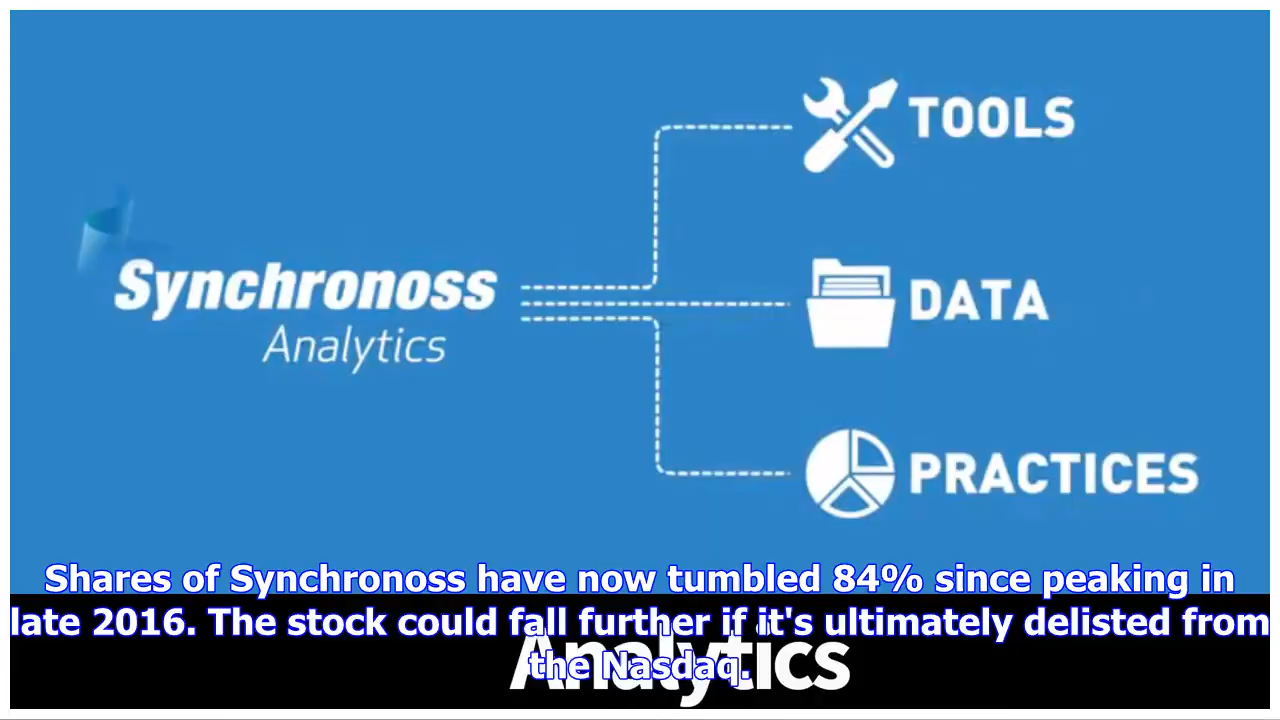 TOOLS
Synchronoss
Analytics
DATA
PRACTICES
Shares of Synchronoss have now tumbled 84% since peaking in
late 2016. The stock could fall further if it's ultimately delisted from
the Nasdaq.
Analytics